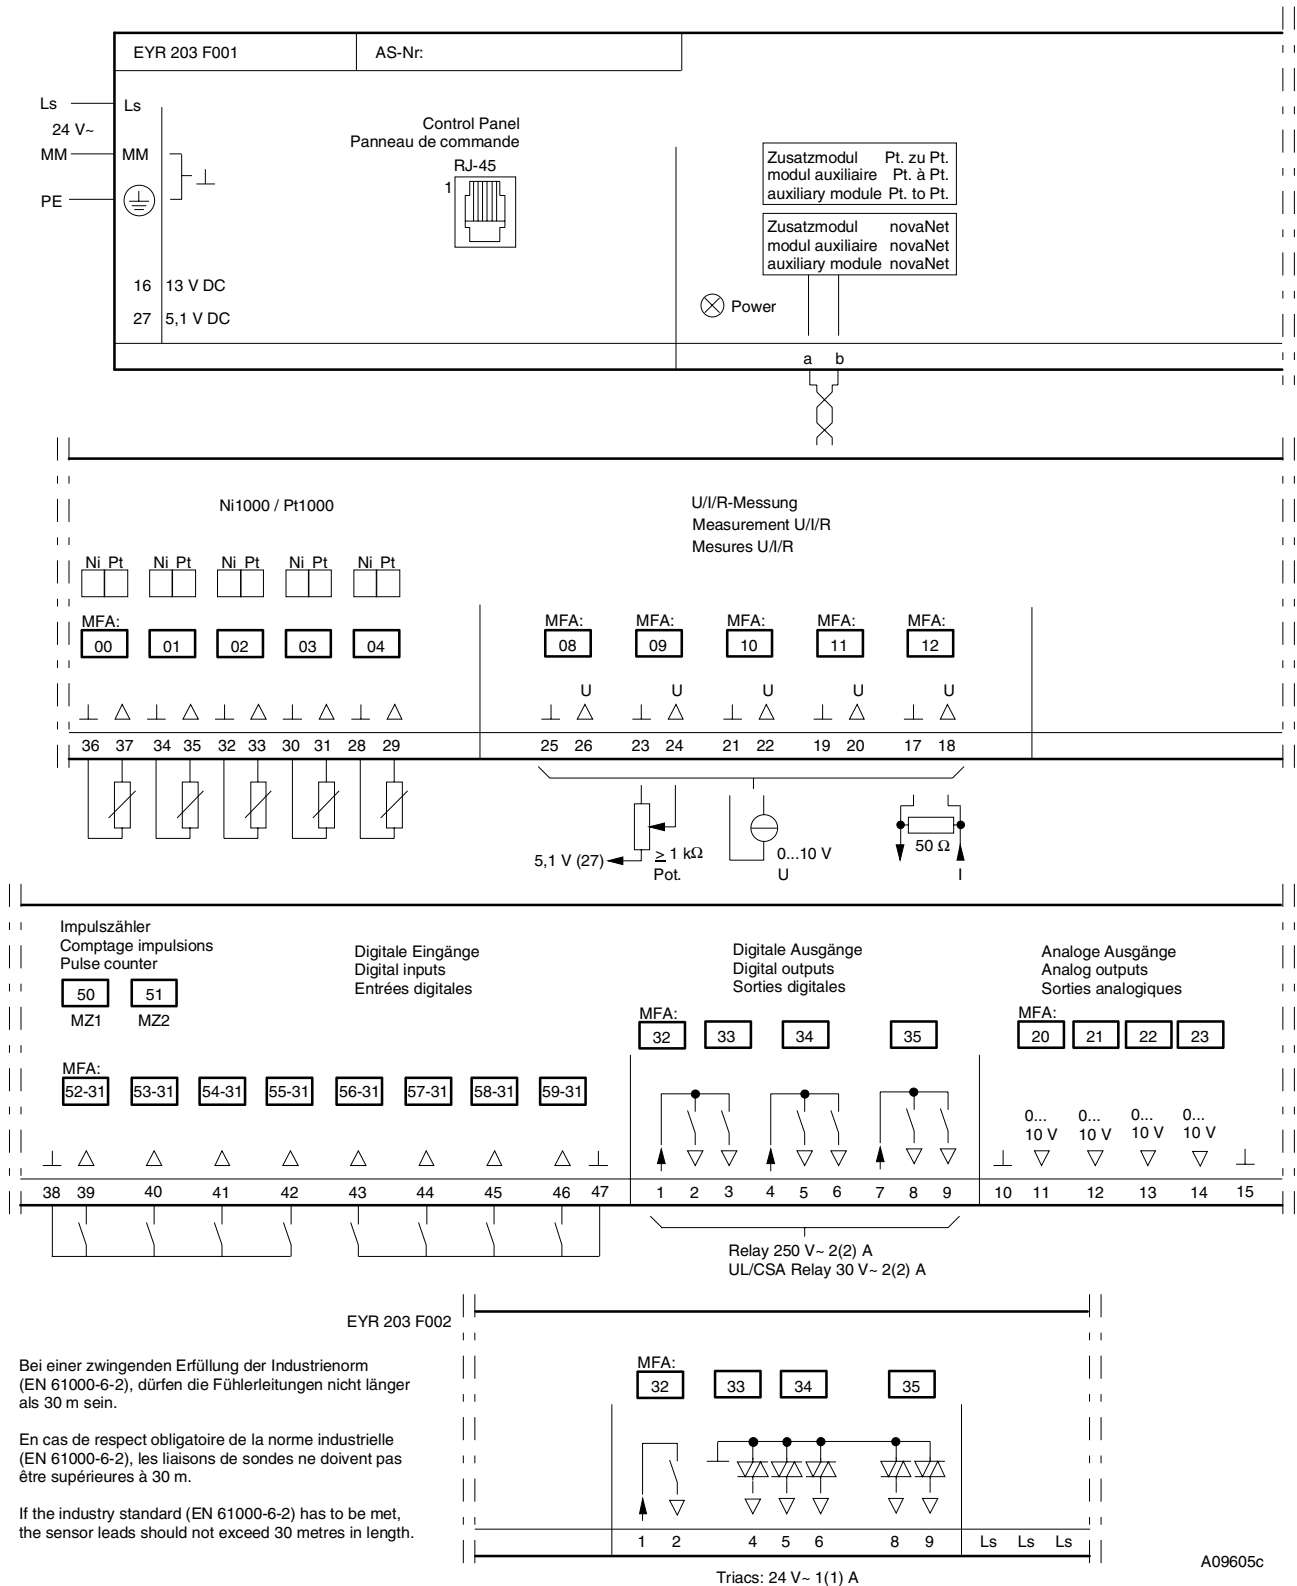 EYR 203 F001 AS-Nr:
Ls Ls
24 V~
MM MM
PE
Control Panel
Panneau de commande
RJ-45
1
16 13 V DC
27 5,1 V DC
Zusatzmodul Pt. zu Pt.
modul auxiliaire Pt. à Pt.
auxiliary module Pt. to Pt.
Zusatzmodul novaNet
modul auxiliaire novaNet
auxiliary module novaNet
Power
a b
Ni1000 / Pt1000
U/I/R-Messung
Measurement U/I/R
Mesures U/I/R
Ni Pt Ni Pt Ni Pt Ni Pt Ni Pt
MFA:
00 01 02 03 04
MFA: MFA: MFA: MFA: MFA:
08 09 10 11 12
U U U U U
36 37 34 35 32 33 30 31 28 29 25 26 23 24 21 22 19 20 17 18
5,1 V (27)
≥ 1 kΩ
Pot.
0...10 V
U
50 Ω
I
Impulszähler
Comptage impulsions
Pulse counter
50 51
MZ1 MZ2
Digitale Eingänge
Digital inputs
Entrées digitales
Digitale Ausgänge
Digital outputs
Sorties digitales
Analoge Ausgänge
Analog outputs
Sorties analogiques
MFA:
32 33 34 35
MFA:
20 21 22 23
MFA:
52-31 53-31 54-31 55-31 56-31 57-31 58-31 59-31
0... 0... 0... 0...
10 V 10 V 10 V 10 V
38 39 40 41 42 43 44 45 46 47 1 2 3 4 5 6 7 8 9 10 11 12 13 14 15
Relay 250 V~ 2(2) A
UL/CSA Relay 30 V~ 2(2) A
EYR 203 F002
Bei einer zwingenden Erfüllung der Industrienorm
(EN 61000-6-2), dürfen die Fühlerleitungen nicht länger
als 30 m sein.
En cas de respect obligatoire de la norme industrielle
(EN 61000-6-2), les liaisons de sondes ne doivent pas
être supérieures à 30 m.
If the industry standard (EN 61000-6-2) has to be met,
the sensor leads should not exceed 30 metres in length.
MFA:
32 33 34 35
1 2 4 5 6 8 9 Ls Ls Ls
Triacs: 24 V~ 1(1) A
A09605c